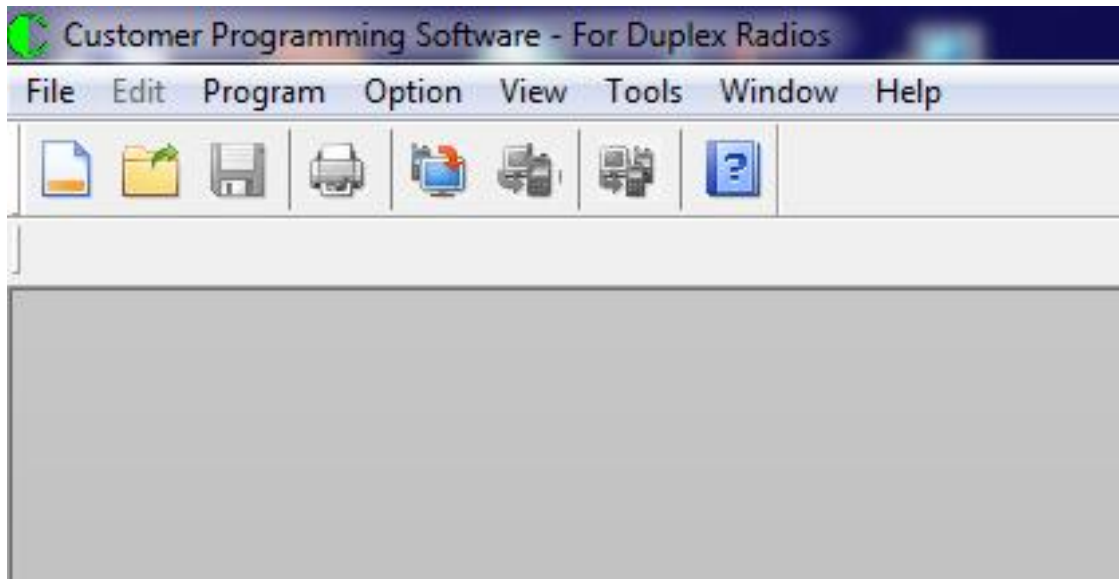 Customer Programming Software - For Duplex Radios
File Edit Program Option View Tools Window Help
?